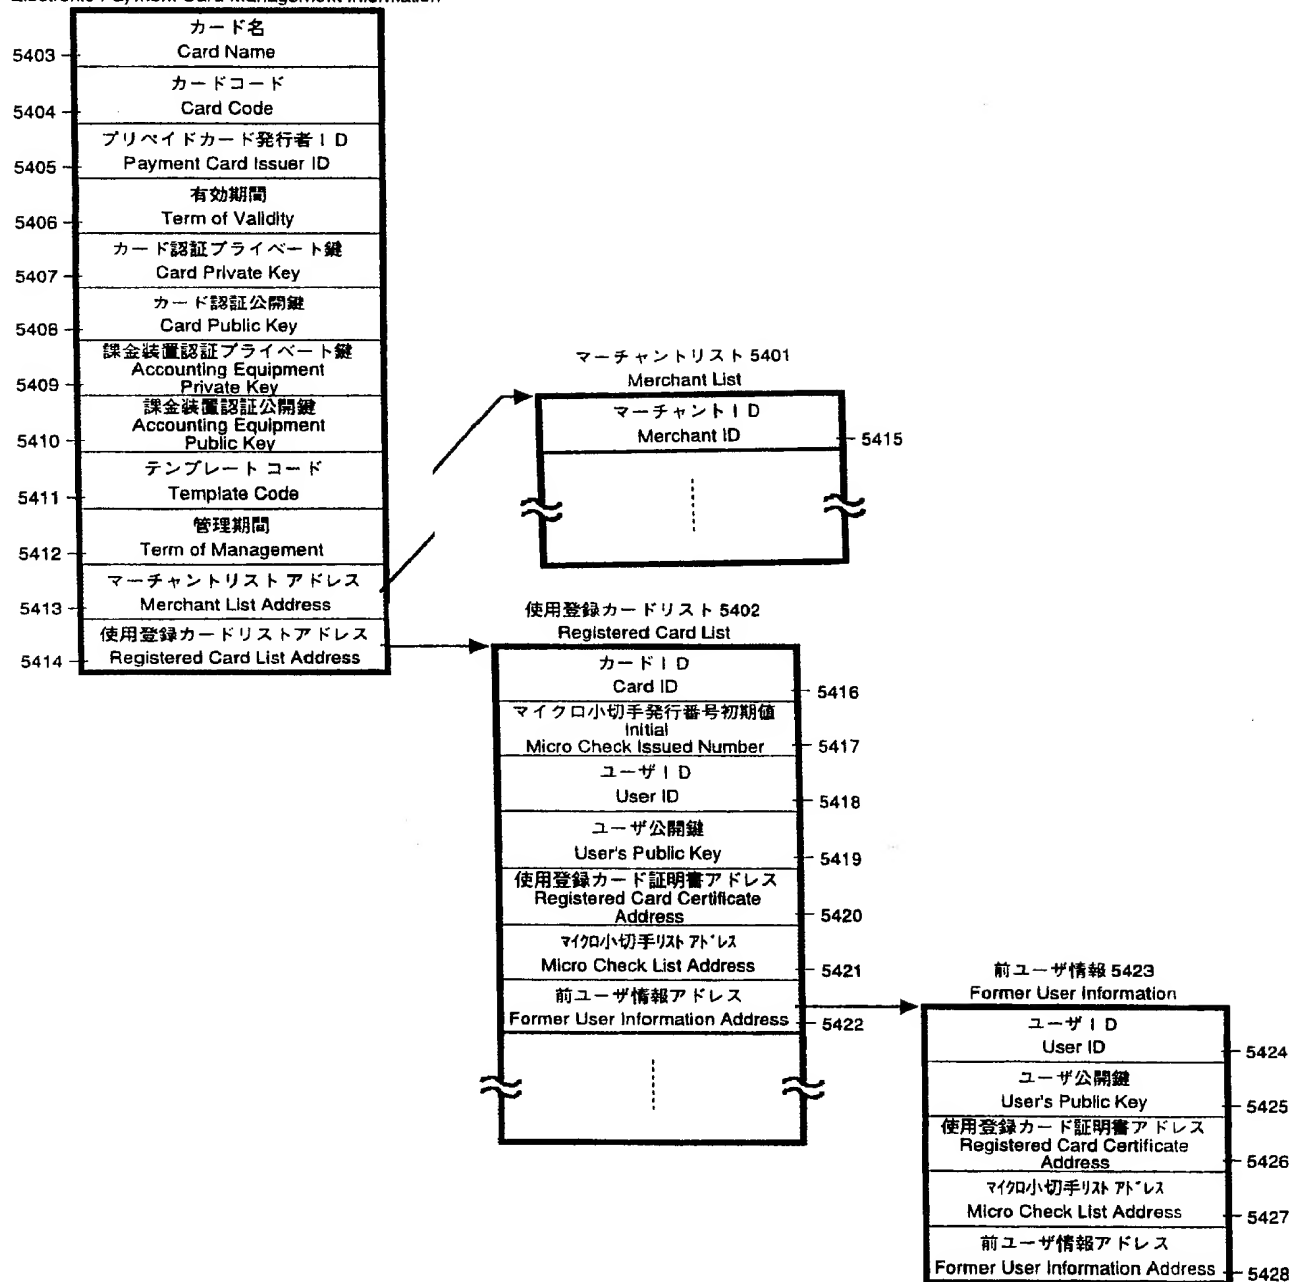 Electronic Payment Card Management Information
カード名
Card Name
5403
カードコード
Card Code
5404
プリペイドカード発行者ID
Payment Card Issuer ID
5405
有効期間
Term of Validity
5406
カード認証プライベート鍵
Card Private Key
5407
カード認証公開鍵
Card Public Key
5408
課金装置認証プライベート鍵
Accounting Equipment
Private Key
5409
課金装置認証公開鍵
Accounting Equipment
Public Key
5410
テンプレート コード
Template Code
5411
管理期間
Term of Management
5412
マーチャントリスト アドレス
Merchant List Address
5413
使用登録カードリストアドレス
Registered Card List Address
5414
マーチャントリスト 5401
Merchant List
マーチャントID
Merchant ID
5415
使用登録カードリスト 5402
Registered Card List
カードID
Card ID
5416
マイクロ小切手発行番号初期値
Initial
Micro Check Issued Number
5417
ユーザID
User ID
5418
ユーザ公開鍵
User's Public Key
5419
使用登録カード証明書アドレス
Registered Card Certificate
Address
5420
マイクロ小切手リスト アドレス
Micro Check List Address
5421
前ユーザ情報アドレス
Former User Information Address
5422
前ユーザ情報 5423
Former User Information
ユーザID
User ID
5424
ユーザ公開鍵
User's Public Key
5425
使用登録カード証明書アドレス
Registered Card Certificate
Address
5426
マイクロ小切手リスト アドレス
Micro Check List Address
5427
前ユーザ情報アドレス
Former User Information Address
5428